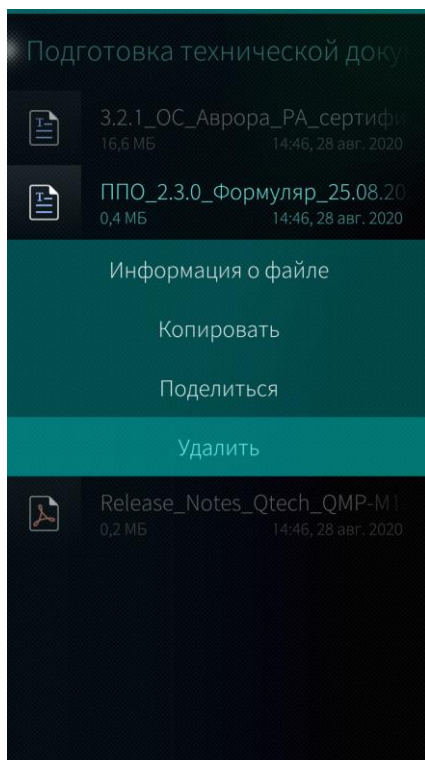 Подготовка технической доку
3.2.1_ОС_Аврора_РА_сертифи
16,6 МБ 14:46, 28 авг. 2020
ППО_2.3.0_Формуляр_25.08.20
0,4 МБ 14:46, 28 авг. 2020
Информация о файле
Копировать
Поделиться
Удалить
Release_Notes_Qtech_QMP-M1
0,2 МБ 14:46, 28 авг. 2020